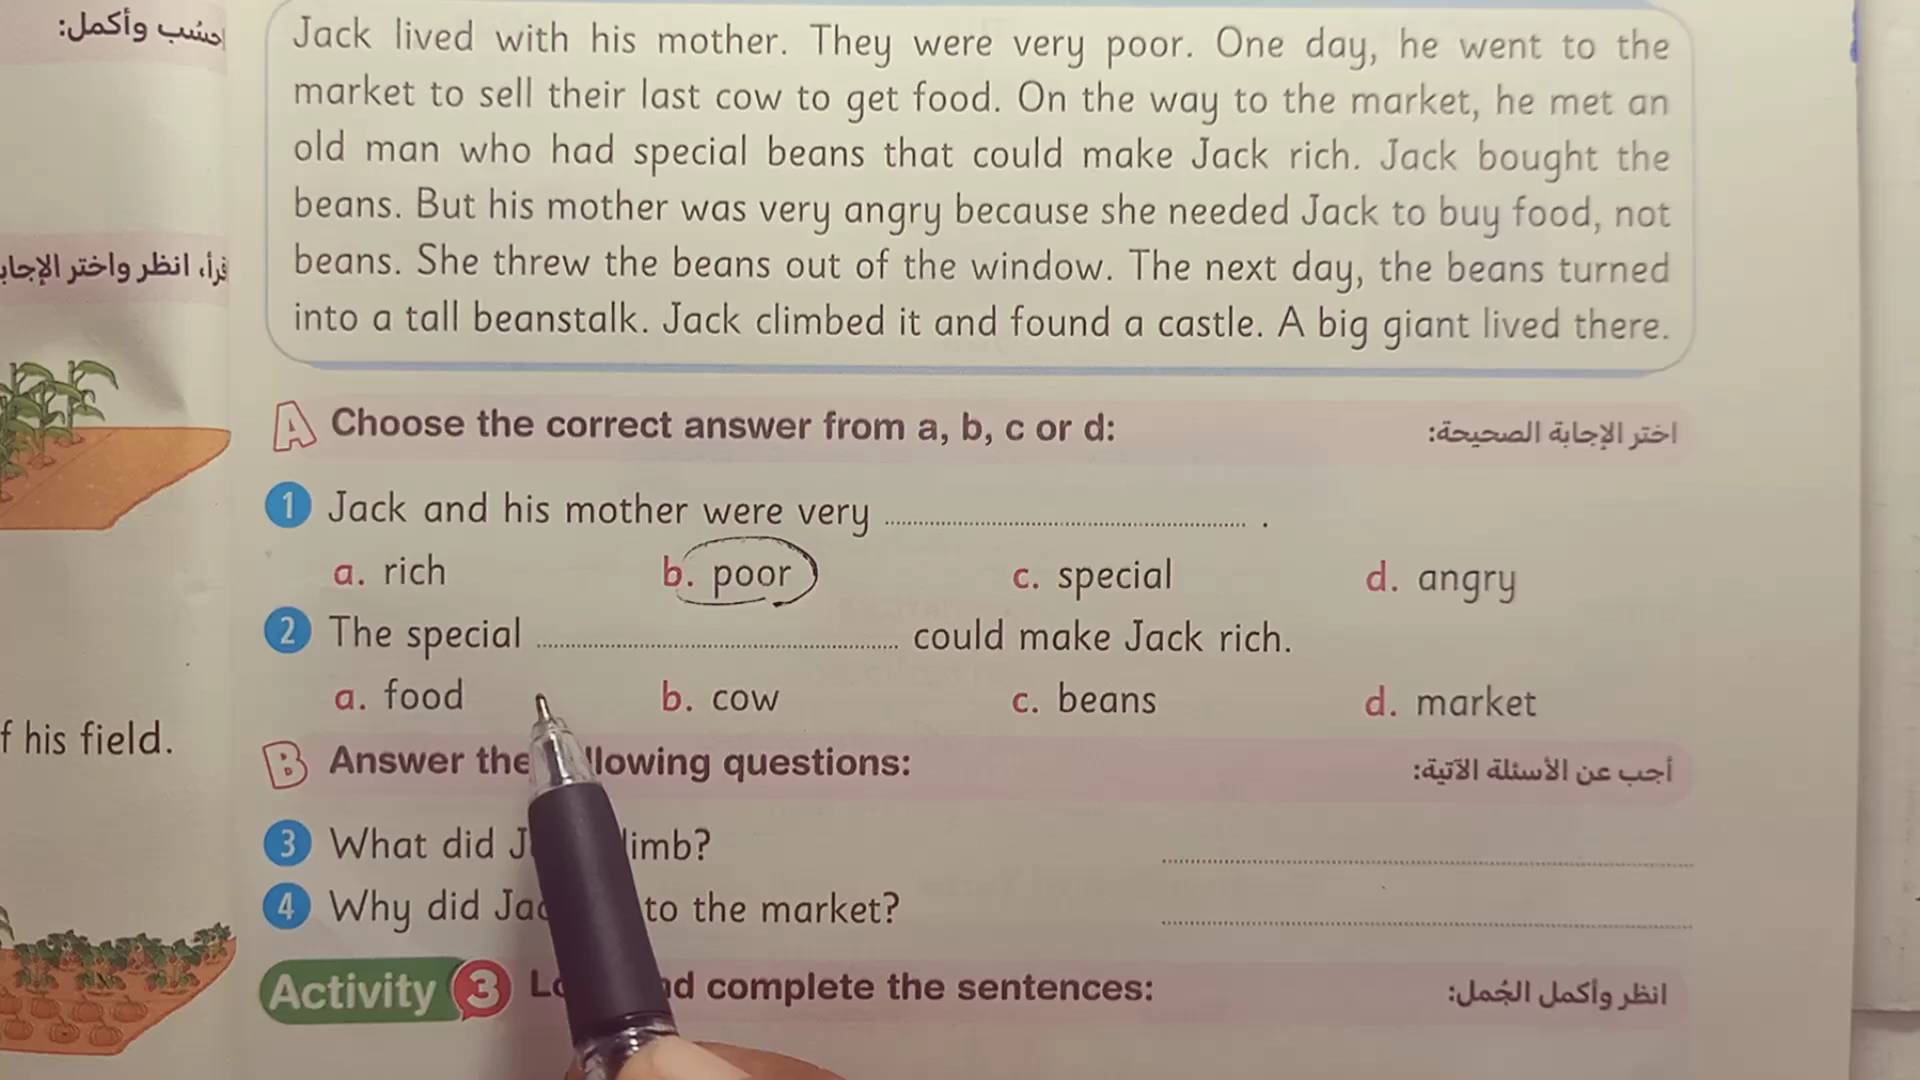 احسُب وأكمل:
Jack lived with his mother. They were very poor. One day, he went to the
market to sell their last cow to get food. On the way to the market, he met an
old man who had special beans that could make Jack rich. Jack bought the
beans. But his mother was very angry because she needed Jack to buy food, not
beans. She threw the beans out of the window. The next day, the beans turned
into a tall beanstalk. Jack climbed it and found a castle. A big giant lived there.
انظر واختر
A Choose the correct answer from a, b, c or d: اختر الإجابة الصحيحة:
1 Jack and his mother were very .
a. rich b. poor c. special d. angry
2 The special could make Jack rich.
a. food b. cow c. beans d. market
his field.
B Answer the questions: أجب عن الأسئلة الآتية:
3 What did
4 Why did to the market?
Activity 3 complete the sentences: انظر وأكمل الجُمل: